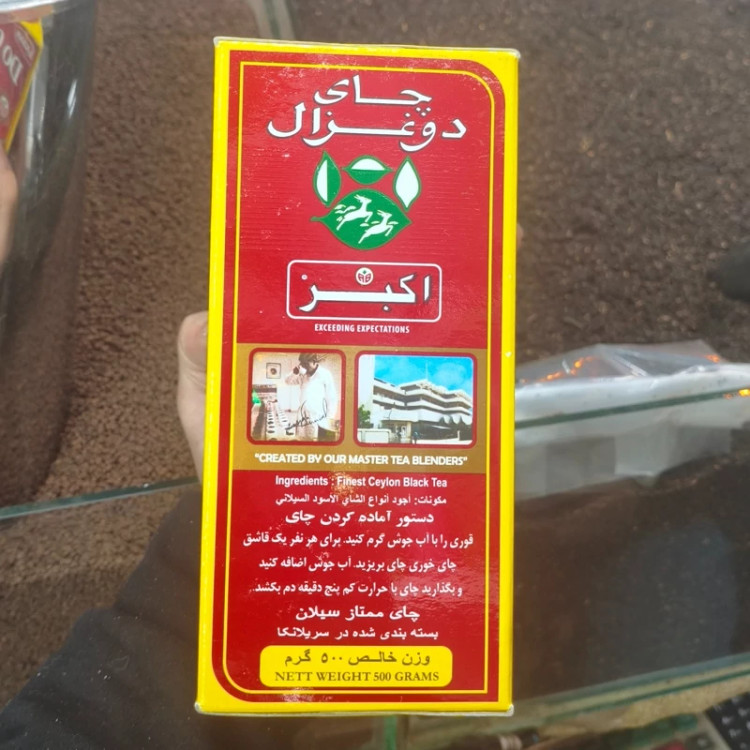 چای
دوغزال
اکبر
EXCEEDING EXPECTATIONS
"CREATED BY OUR MASTER TEA BLENDERS"
Ingredients : Finest Ceylon Black Tea
مكونات: أجود أنواع الشاي الأسود السيلاني
دستور آماده کردن چای
قوری را با آب جوش گرم کنید. برای هر نفر یک قاشق
چای خوری چای بریزید. آب جوش اضافه کنید
و بگذارید چای با حرارت کم پنج دقیقه دم بکشد.
چای ممتاز سیلان
بسته بندی شده در سریلانکا
وزن خالص ۵۰۰ گرم
NETT WEIGHT 500 GRAMS